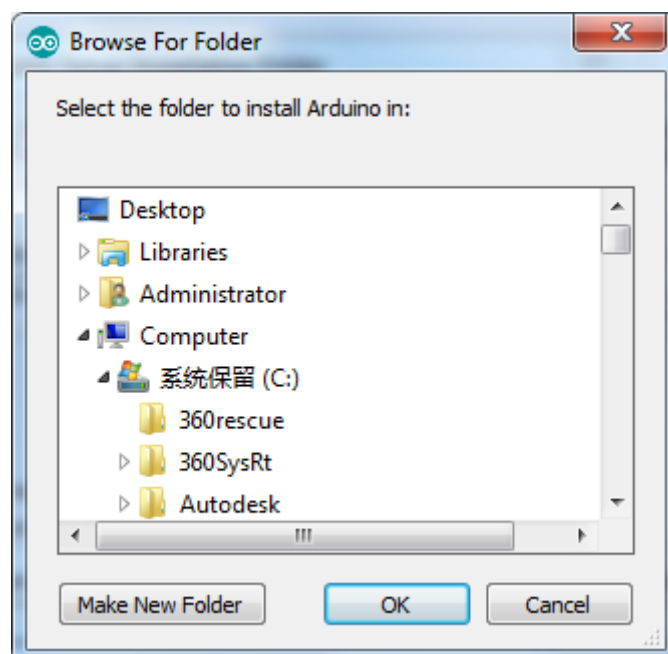 Browse For Folder
Select the folder to install Arduino in:
Desktop
Libraries
Administrator
Computer
系统保留 (C:)
360rescue
360SysRt
Autodesk
Make New Folder
OK
Cancel